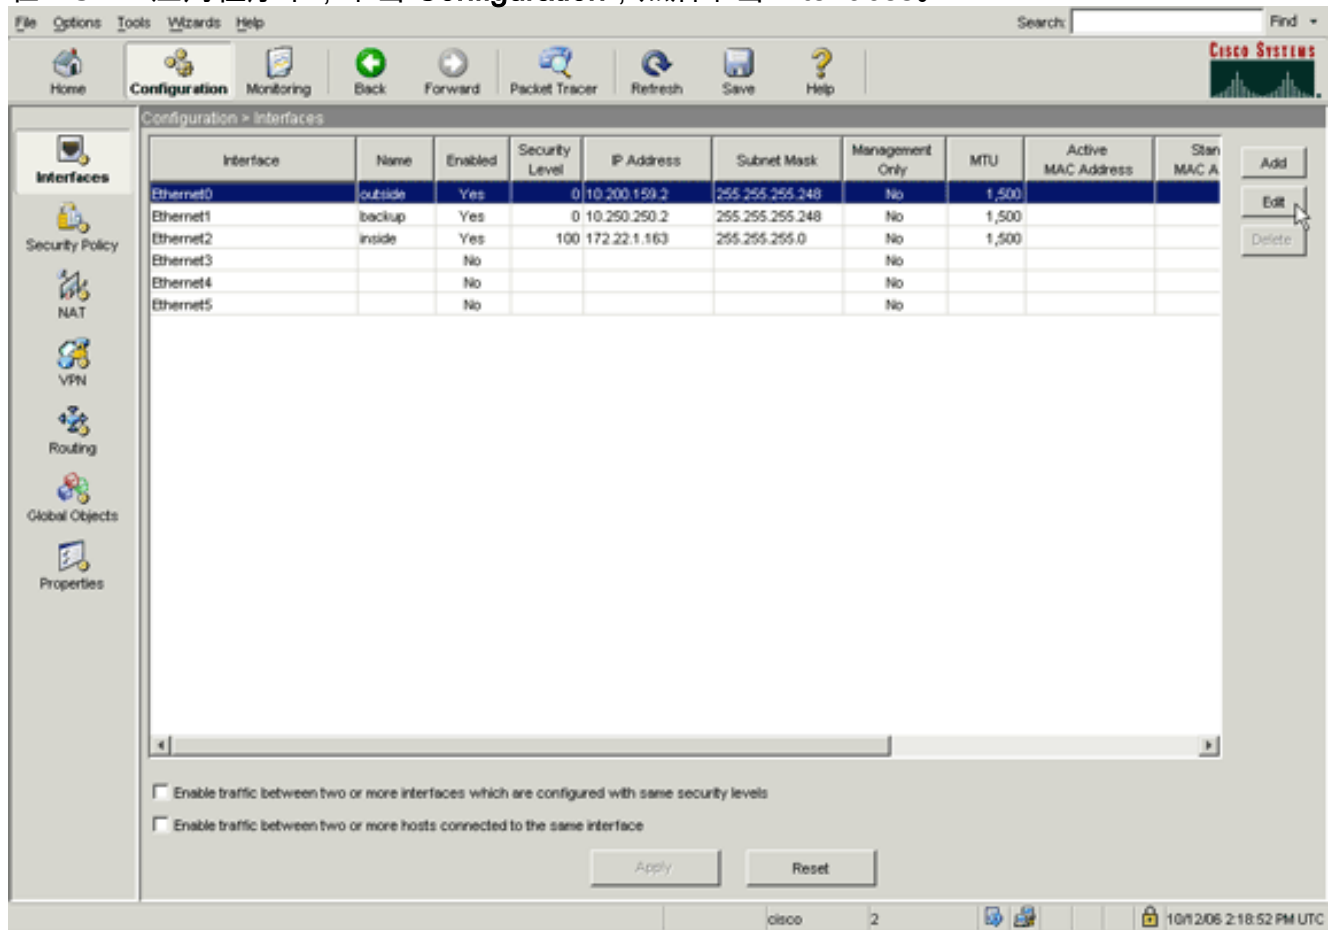 Configuration
File Options Tools Wizards Help Search: Find
Home Configuration Monitoring Back Forward Packet Tracer Refresh Save Help
CISCO SYSTEMS
Configuration > Interfaces
Interfaces
Security Policy
NAT
VPN
Routing
Global Objects
Properties
Interface Name Enabled Security Level IP Address Subnet Mask Management Only MTU Active MAC Address Stan MAC A
Ethernet0 outside Yes 0 10.200.159.2 255.255.255.248 No 1,500
Ethernet1 backup Yes 0 10.250.250.2 255.255.255.248 No 1,500
Ethernet2 inside Yes 100 172.22.1.163 255.255.255.0 No 1,500
Ethernet3 No No
Ethernet4 No No
Ethernet5 No No
Add
Edit
Delete
Enable traffic between two or more interfaces which are configured with same security levels
Enable traffic between two or more hosts connected to the same interface
Apply Reset
cisco 2 10/12/06 2:18:52 PM UTC